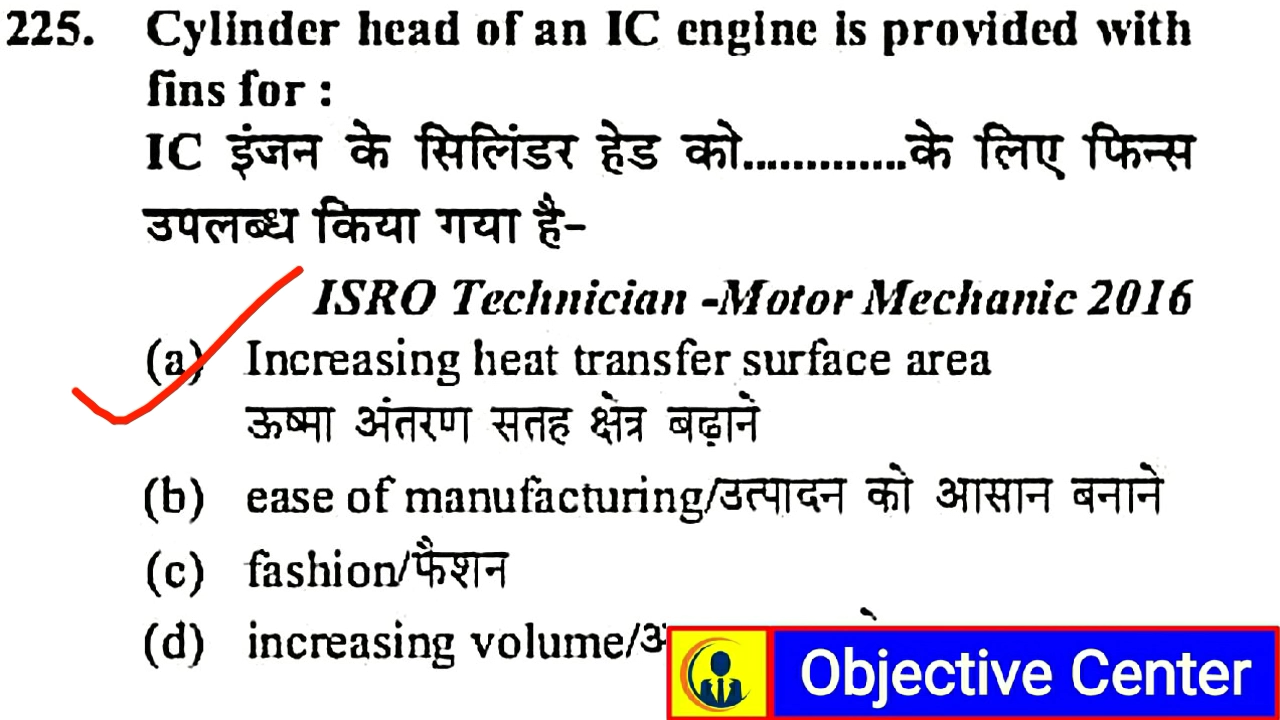 225. Cylinder head of an IC engine is provided with
fins for :
IC इंजन के सिलिंडर हेड को.............के लिए फिन्स
उपलब्ध किया गया है-
ISRO Technician -Motor Mechanic 2016
(a) Increasing heat transfer surface area
ऊष्मा अंतरण सतह क्षेत्र बढ़ाने
(b) ease of manufacturing/उत्पादन को आसान बनाने
(c) fashion/फैशन
(d) increasing volume/
Objective Center